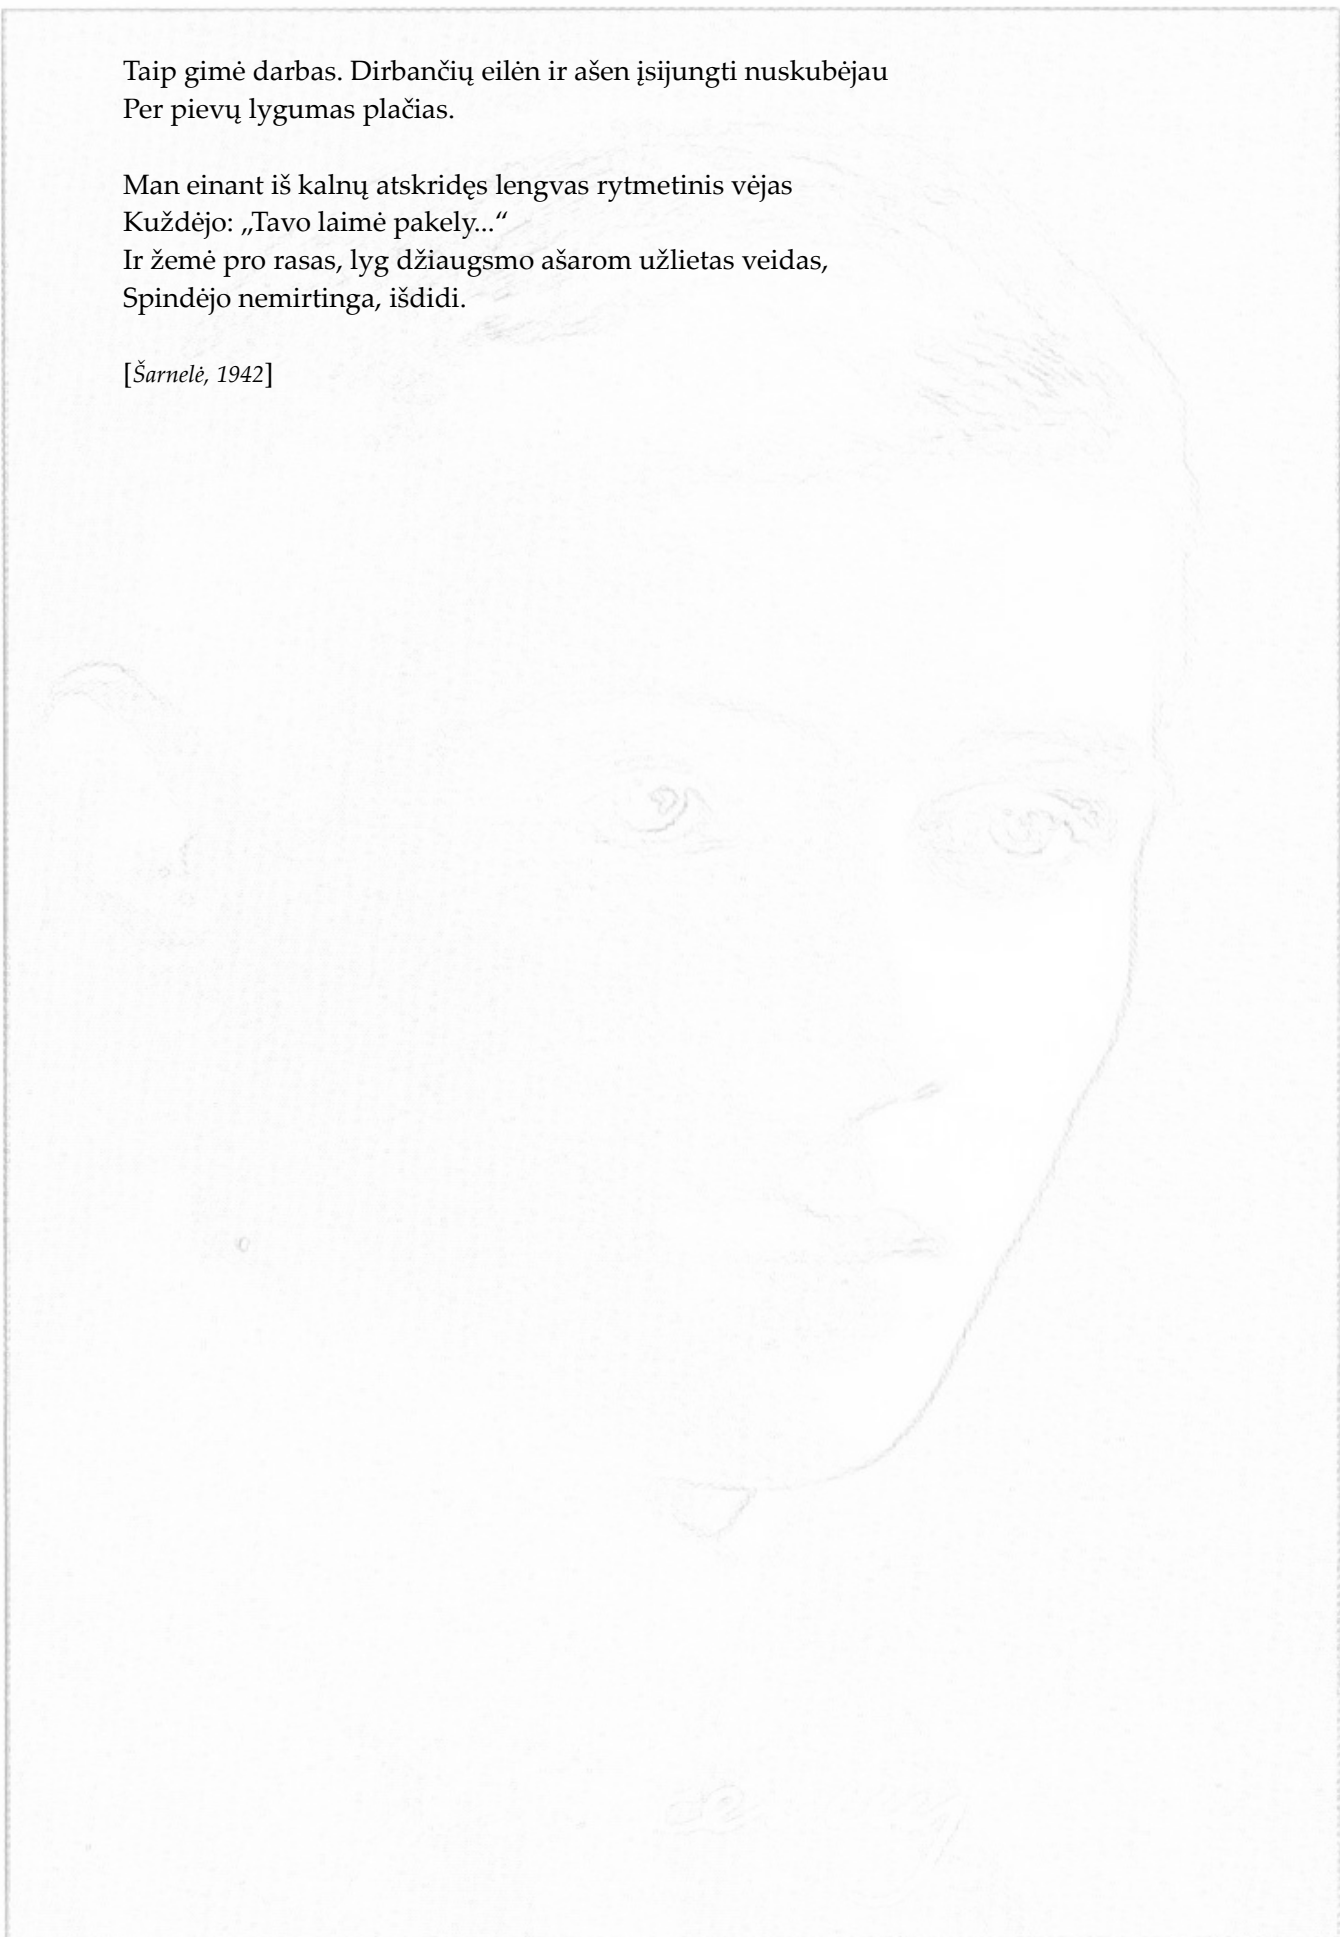 Taip gimė darbas. Dirbančių eilėn ir ašen įsijungti nuskubėjau
Per pievų lygumas plačias.
Man einant iš kalnų atskridęs lengvas rytmetinis vėjas
Kuždėjo: „Tavo laimė pakely...“
Ir žemė pro rasas, lyg džiaugsmo ašarom užlietas veidas,
Spindėjo nemirtinga, išdidi.
[Šarnelė, 1942]